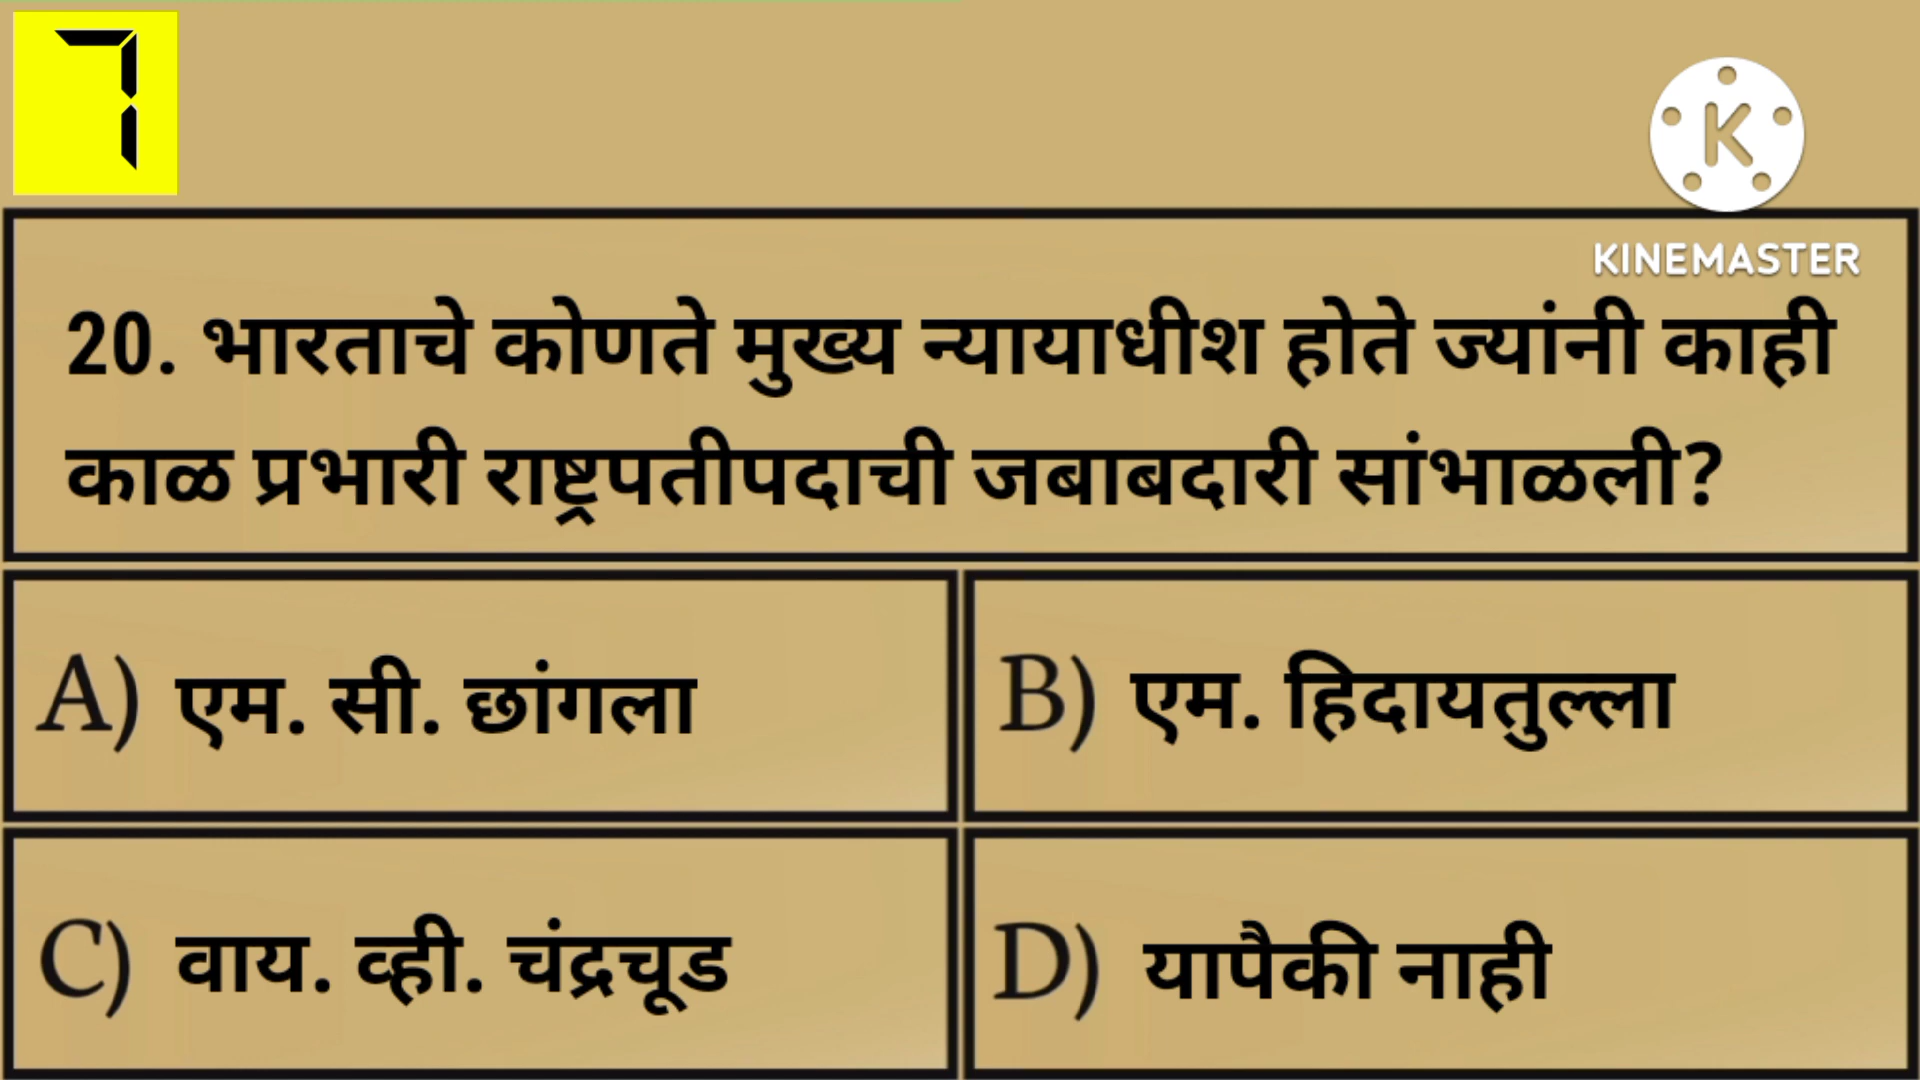 7
KINEMASTER
20. भारताचे कोणते मुख्य न्यायाधीश होते ज्यांनी काही
काळ प्रभारी राष्ट्रपतीपदाची जबाबदारी सांभाळली?
A) एम. सी. छांगला
B) एम. हिदायतुल्ला
C) वाय. व्ही. चंद्रचूड
D) यापैकी नाही